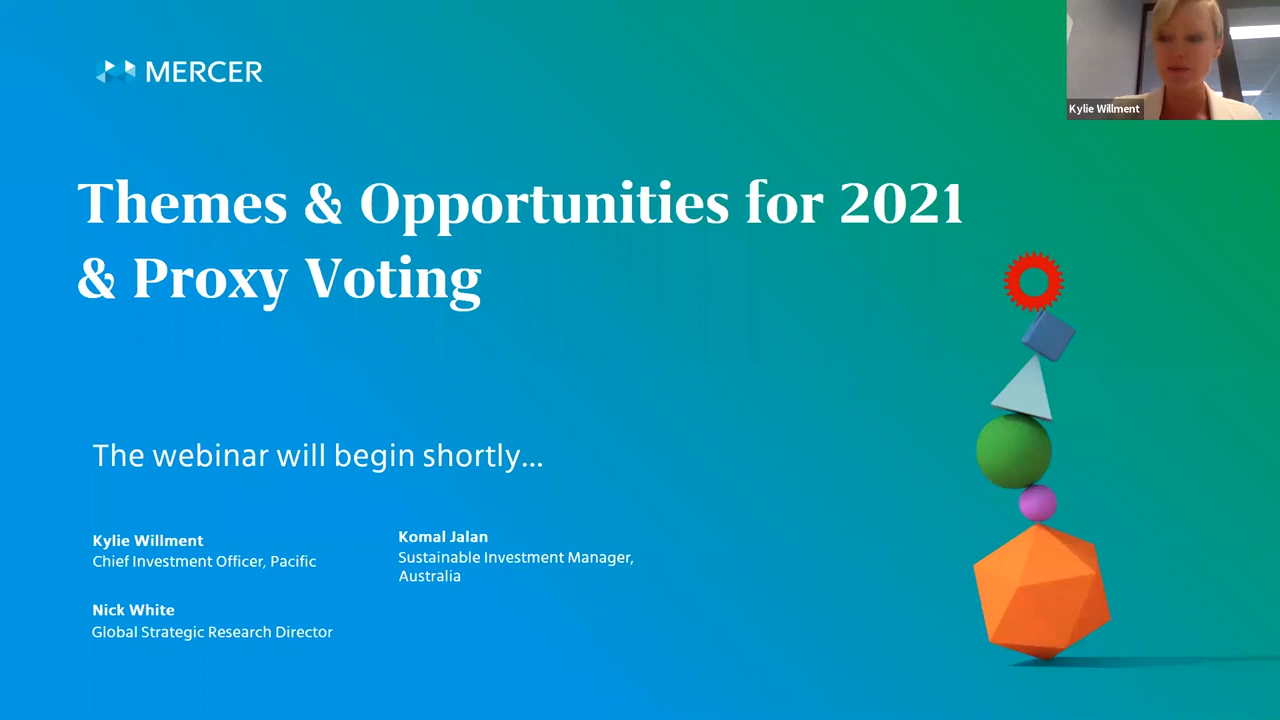 MERCER
Kylie Willment
Themes & Opportunities for 2021
& Proxy Voting
The webinar will begin shortly...
Kylie Willment
Chief Investment Officer, Pacific
Komal Jalan
Sustainable Investment Manager,
Australia
Nick White
Global Strategic Research Director